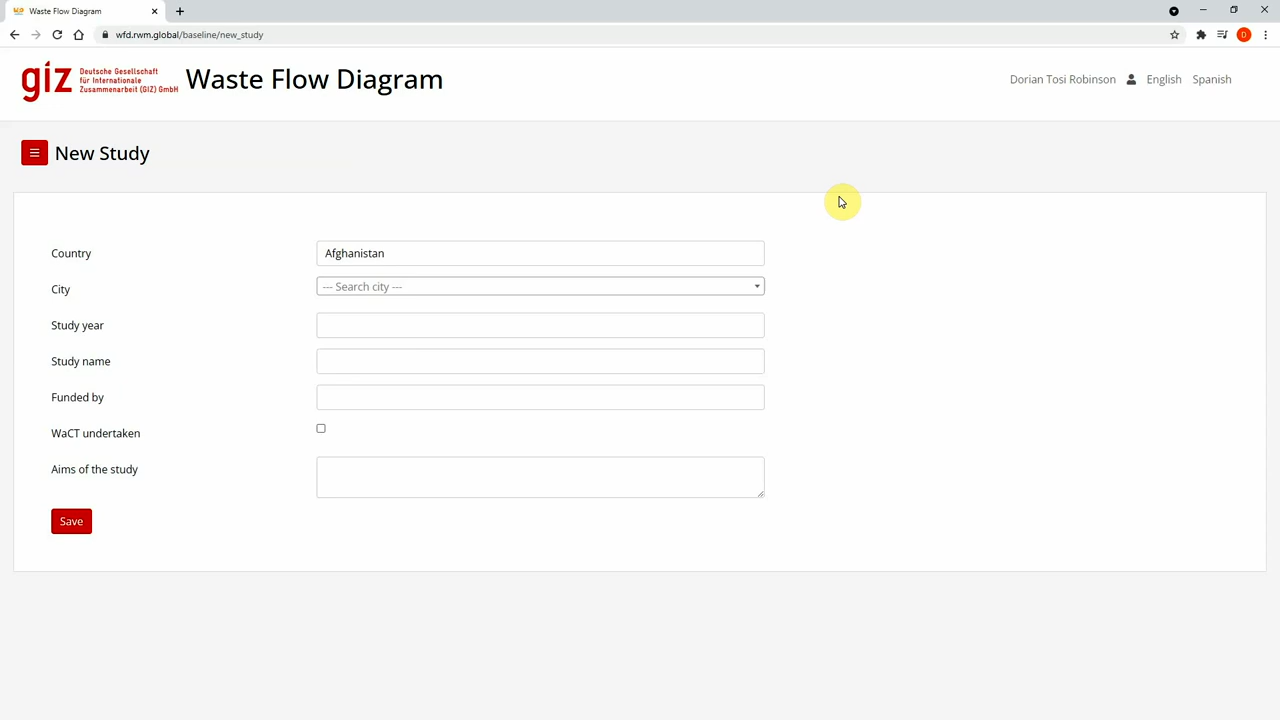 Waste Flow Diagram
wfd.rwm.global/baseline/new_study
D
giz
Deutsche Gesellschaft
für Internationale
Zusammenarbeit (GIZ) GmbH
Waste Flow Diagram
Dorian Tosi Robinson
English
Spanish
New Study
Country
Afghanistan
City
--- Search city ---
Study year
Study name
Funded by
WaCT undertaken
Aims of the study
Save